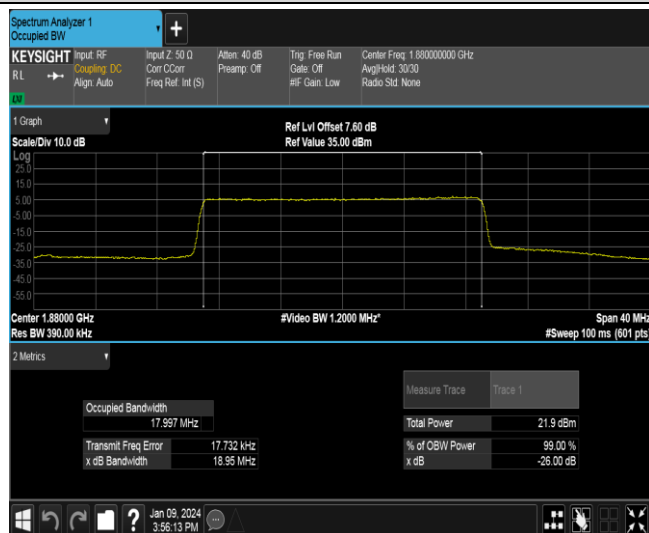 Spectrum Analyzer 1
Occupied BW
+
KEYSIGHT Input: RF Input Z: 50 Ω Atten: 40 dB Trig: Free Run Center Freq: 1.880000000 GHz
RL Coupling: DC Corr CCorr Preamp: Off Gate: Off Avg|Hold: 30/30
Align: Auto Freq Ref: Int (S) #IF Gain: Low Radio Std: None
LXI
1 Graph
Ref Lvl Offset 7.60 dB
Scale/Div 10.0 dB Ref Value 35.00 dBm
Log
25.0
15.0
5.00
-5.00
-15.0
-25.0
-35.0
-45.0
-55.0
Center 1.88000 GHz #Video BW 1.2000 MHz* Span 40 MHz
Res BW 390.00 kHz #Sweep 100 ms (601 pts)
2 Metrics
Measure Trace Trace 1
Occupied Bandwidth
17.997 MHz Total Power 21.9 dBm
Transmit Freq Error 17.732 kHz % of OBW Power 99.00 %
x dB Bandwidth 18.95 MHz x dB -26.00 dB
? Jan 09, 2024
3:56:13 PM